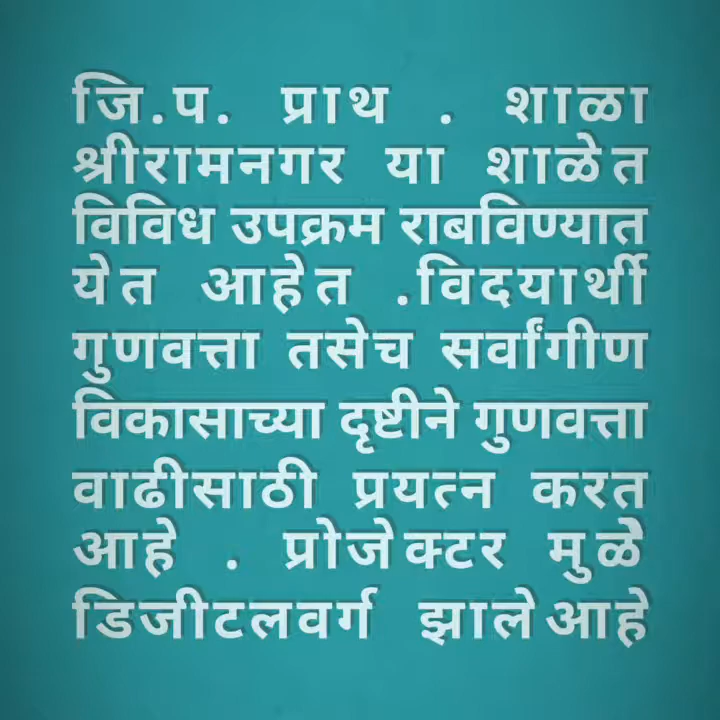 जि.प. प्राथ . शाळा
श्रीरामनगर या शाळेत
विविध उपक्रम राबविण्यात
येत आहेत .विदयार्थी
गुणवत्ता तसेच सर्वांगीण
विकासाच्या दृष्टीने गुणवत्ता
वाढीसाठी प्रयत्न करत
आहे . प्रोजेक्टर मुळे
डिजीटलवर्ग झाले आहे